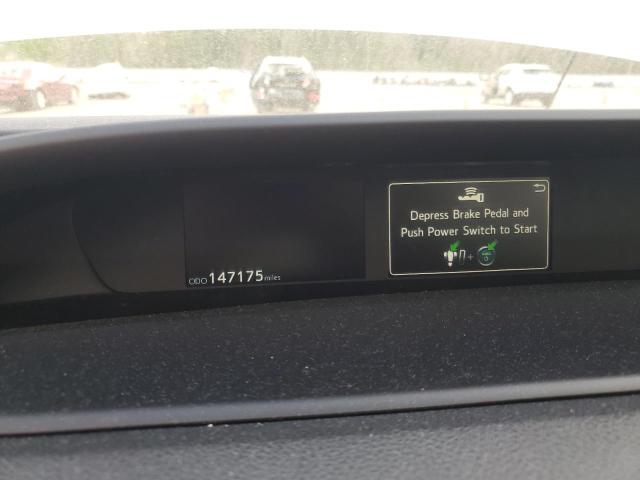 Depress Brake Pedal and
Push Power Switch to Start
ODO 147175 miles